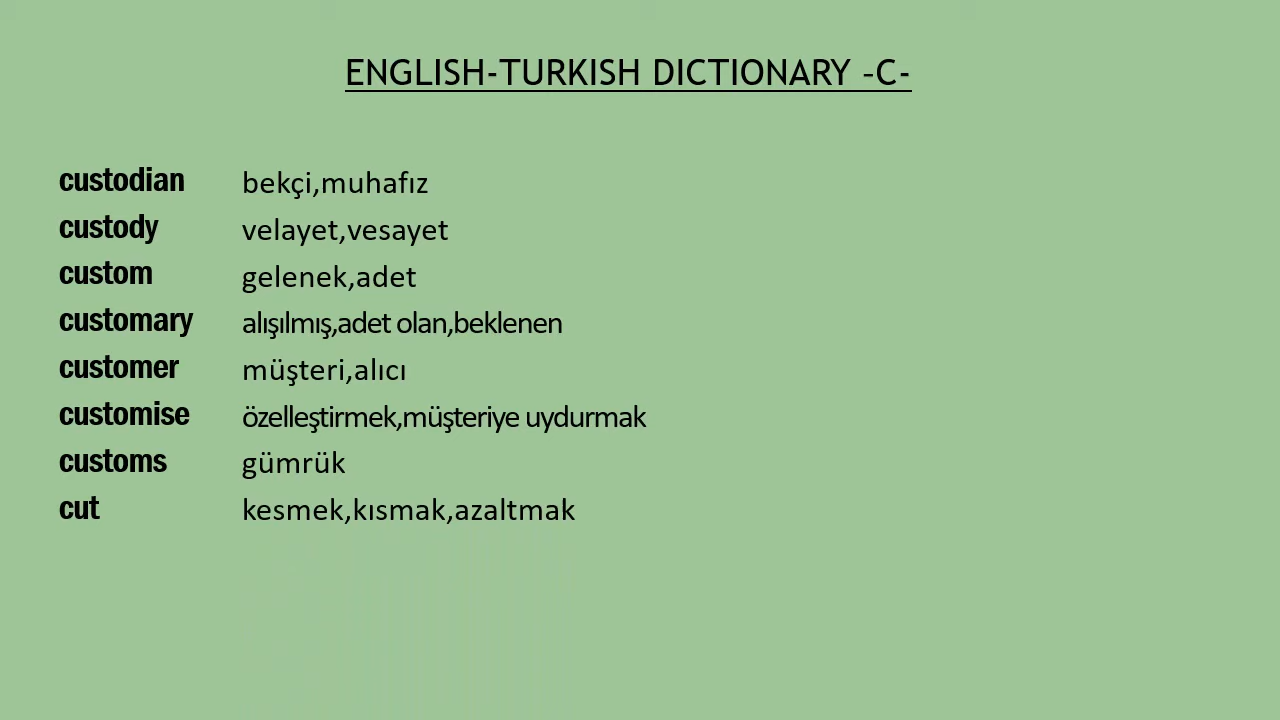 ENGLISH-TURKISH DICTIONARY –C-
custodian bekçi,muhafız
custody velayet,vesayet
custom gelenek,adet
customary alışılmış,adet olan,beklenen
customer müşteri,alıcı
customise özelleştirmek,müşteriye uydurmak
customs gümrük
cut kesmek,kısmak,azaltmak